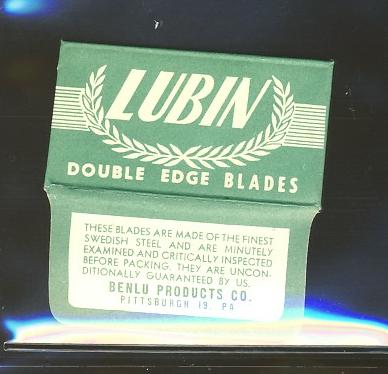 LUBIN
DOUBLE EDGE BLADES
THESE BLADES ARE MADE OF THE FINEST
SWEDISH STEEL AND ARE MINUTELY
EXAMINED AND CRITICALLY INSPECTED
BEFORE PACKING. THEY ARE UNCON-
DITIONALLY GUARANTEED BY US.
BENLU PRODUCTS CO.
PITTSBURGH 19, PA